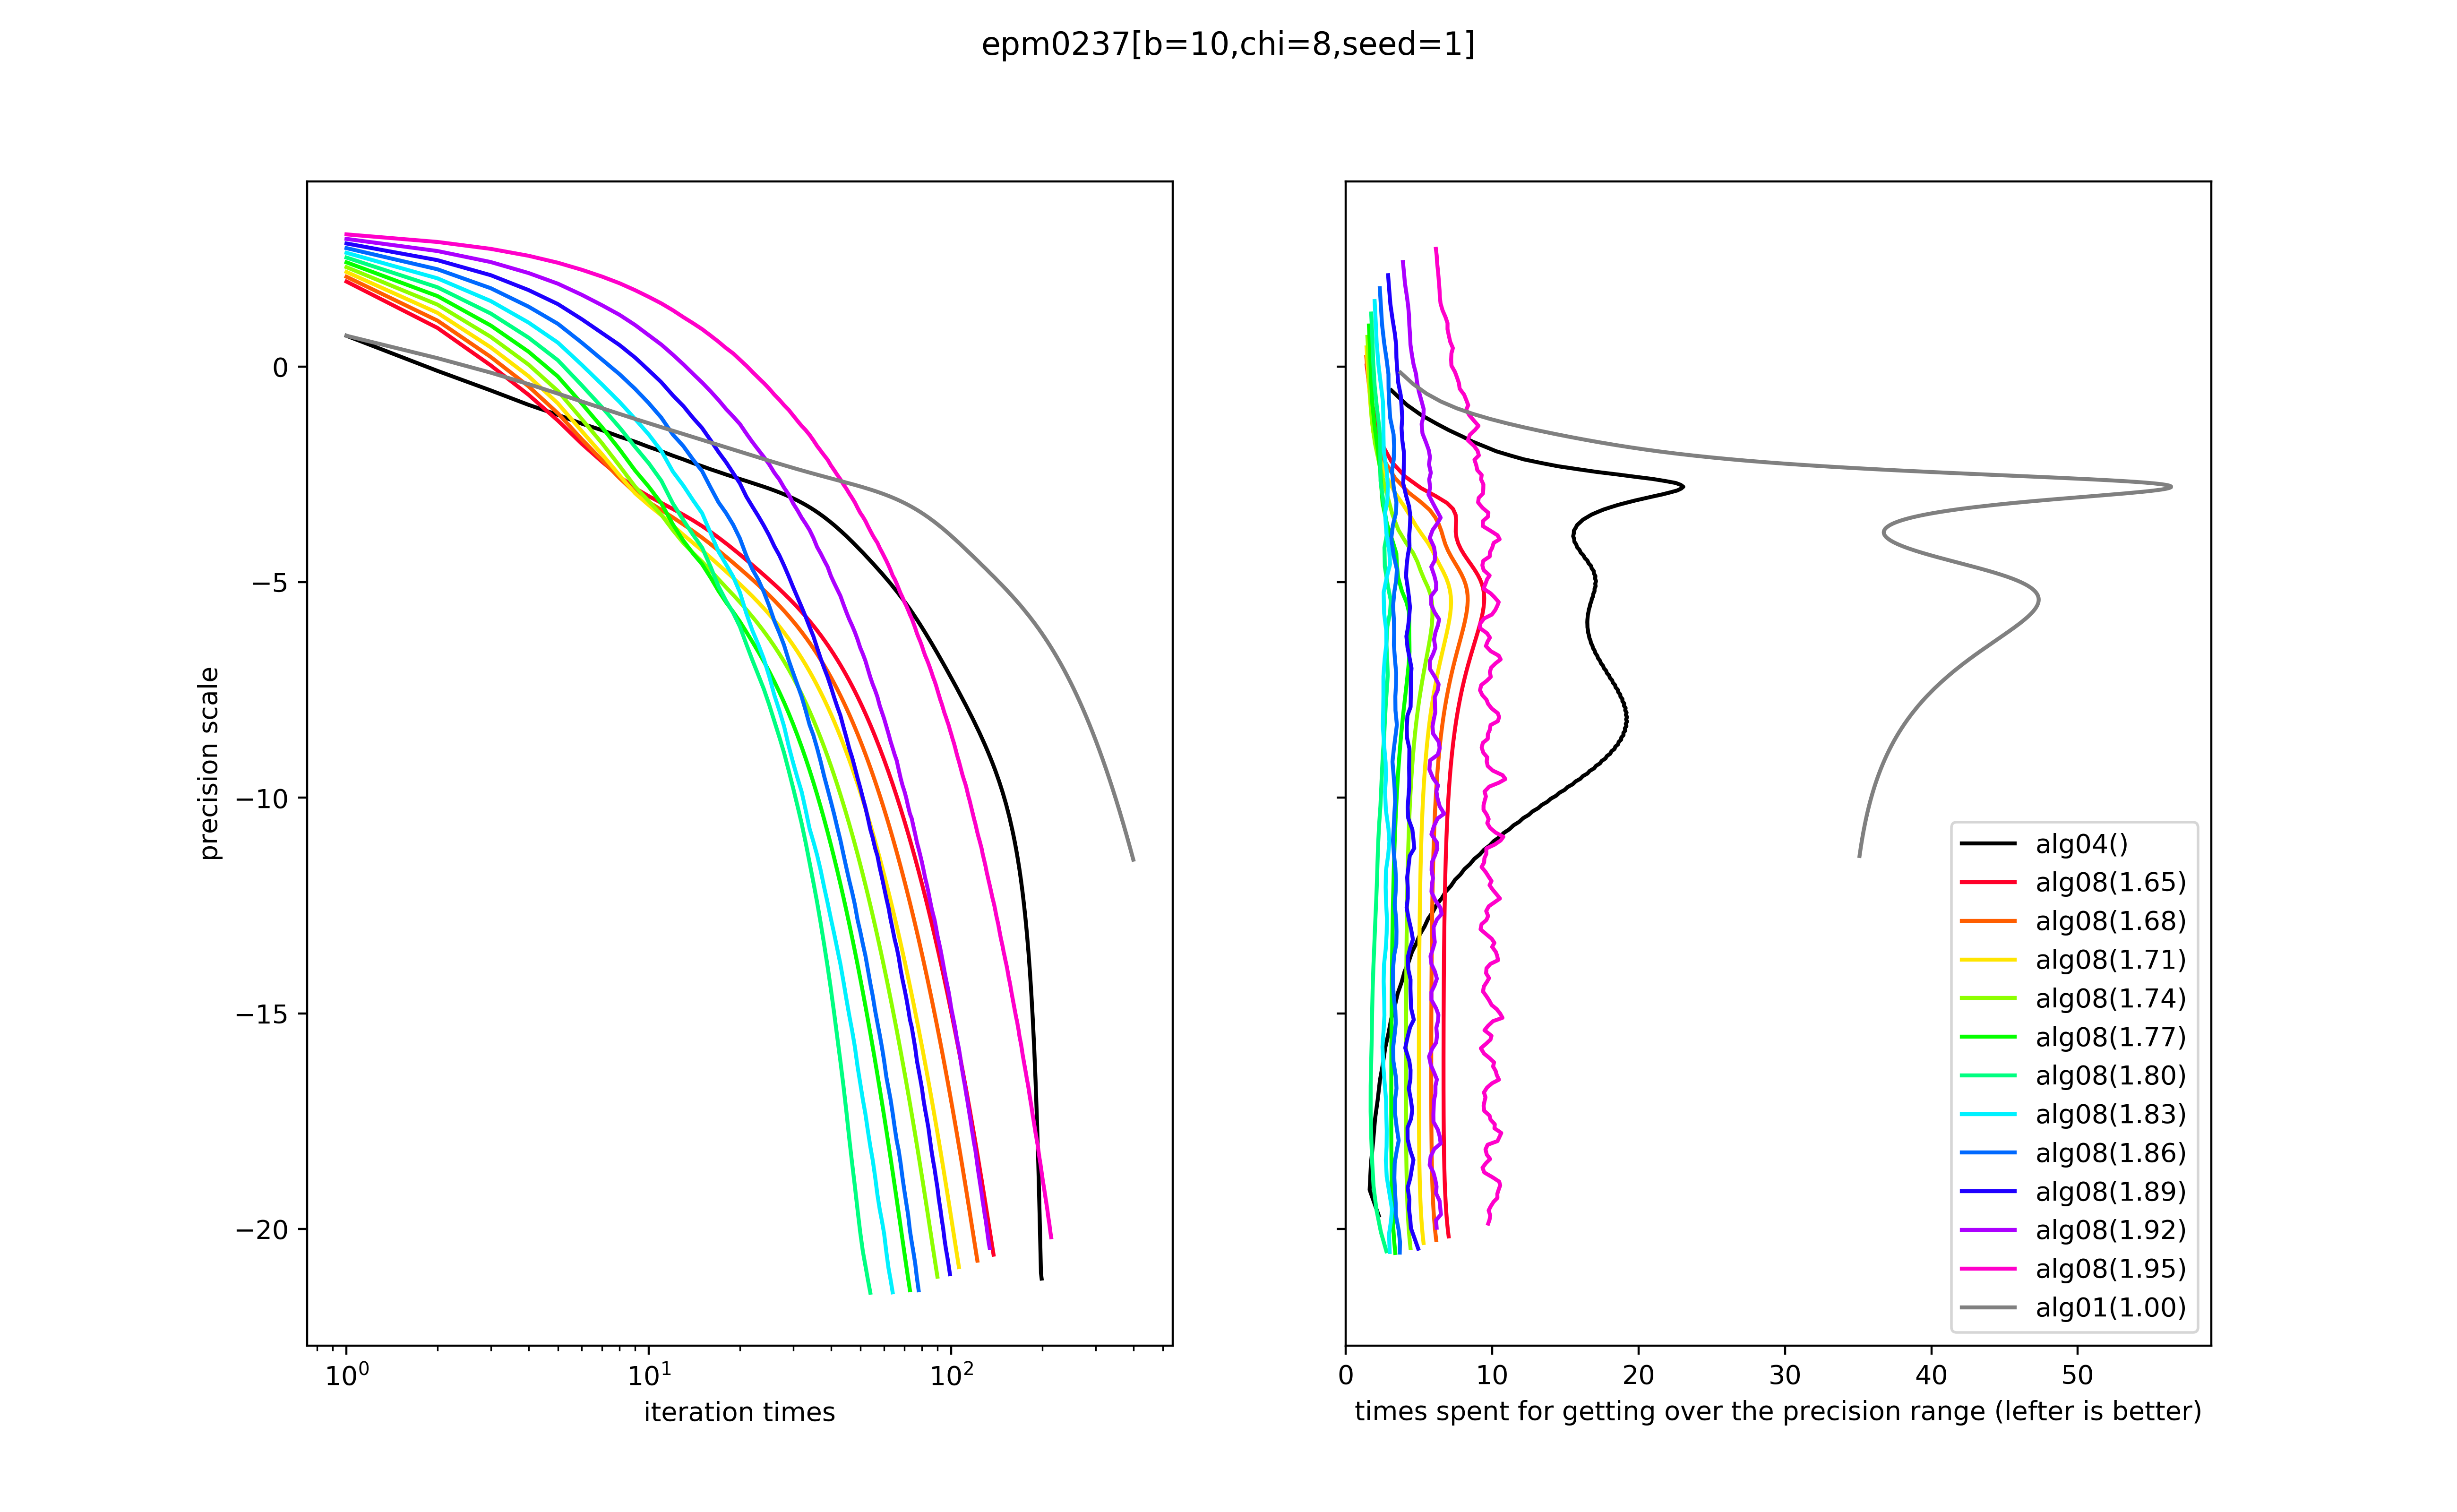 epm0237[b=10,chi=8,seed=1]
precision scale
0
−5
−10
−15
−20
10⁰
10¹
10²
iteration times
0
10
20
30
40
50
times spent for getting over the precision range (lefter is better)
alg04()
alg08(1.65)
alg08(1.68)
alg08(1.71)
alg08(1.74)
alg08(1.77)
alg08(1.80)
alg08(1.83)
alg08(1.86)
alg08(1.89)
alg08(1.92)
alg08(1.95)
alg01(1.00)